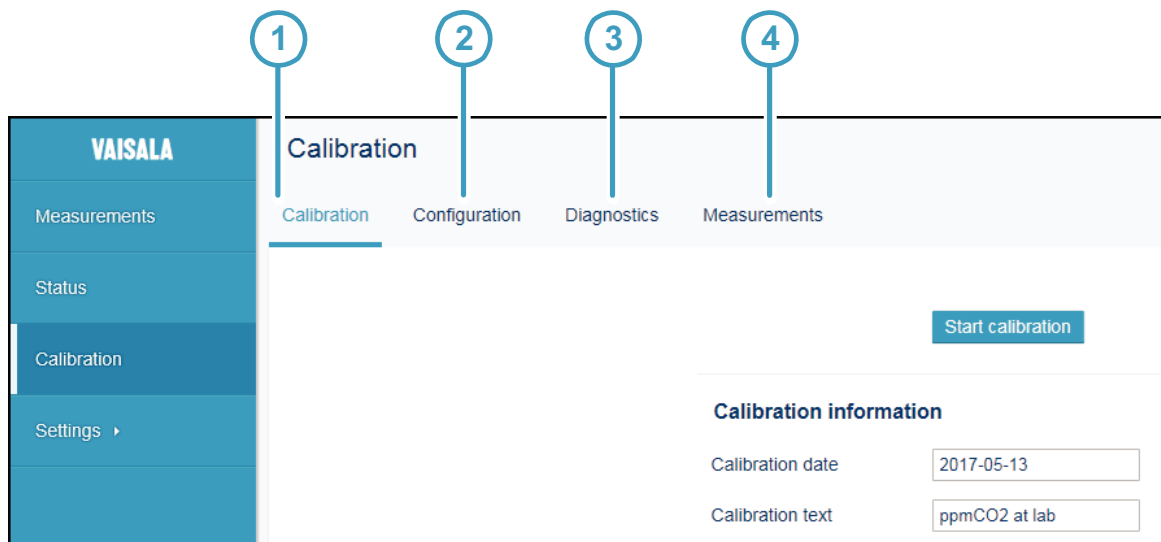 1 2 3 4
VAISALA
Calibration
Measurements
Calibration Configuration Diagnostics Measurements
Status
Start calibration
Calibration
Calibration information
Settings
Calibration date 2017-05-13
Calibration text ppmCO2 at lab